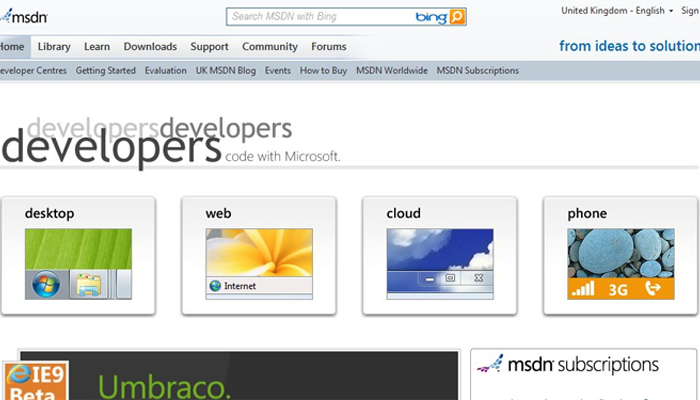 msdn
Search MSDN with Bing
bing
United Kingdom - English
Sign
Home Library Learn Downloads Support Community Forums
from ideas to solution
eveloper Centres Getting Started Evaluation UK MSDN Blog Events How to Buy MSDN Worldwide MSDN Subscriptions
developersdevelopers
developers code with Microsoft.
desktop web cloud phone
Internet
3G
IE9
Beta
Umbraco.
msdn subscriptions